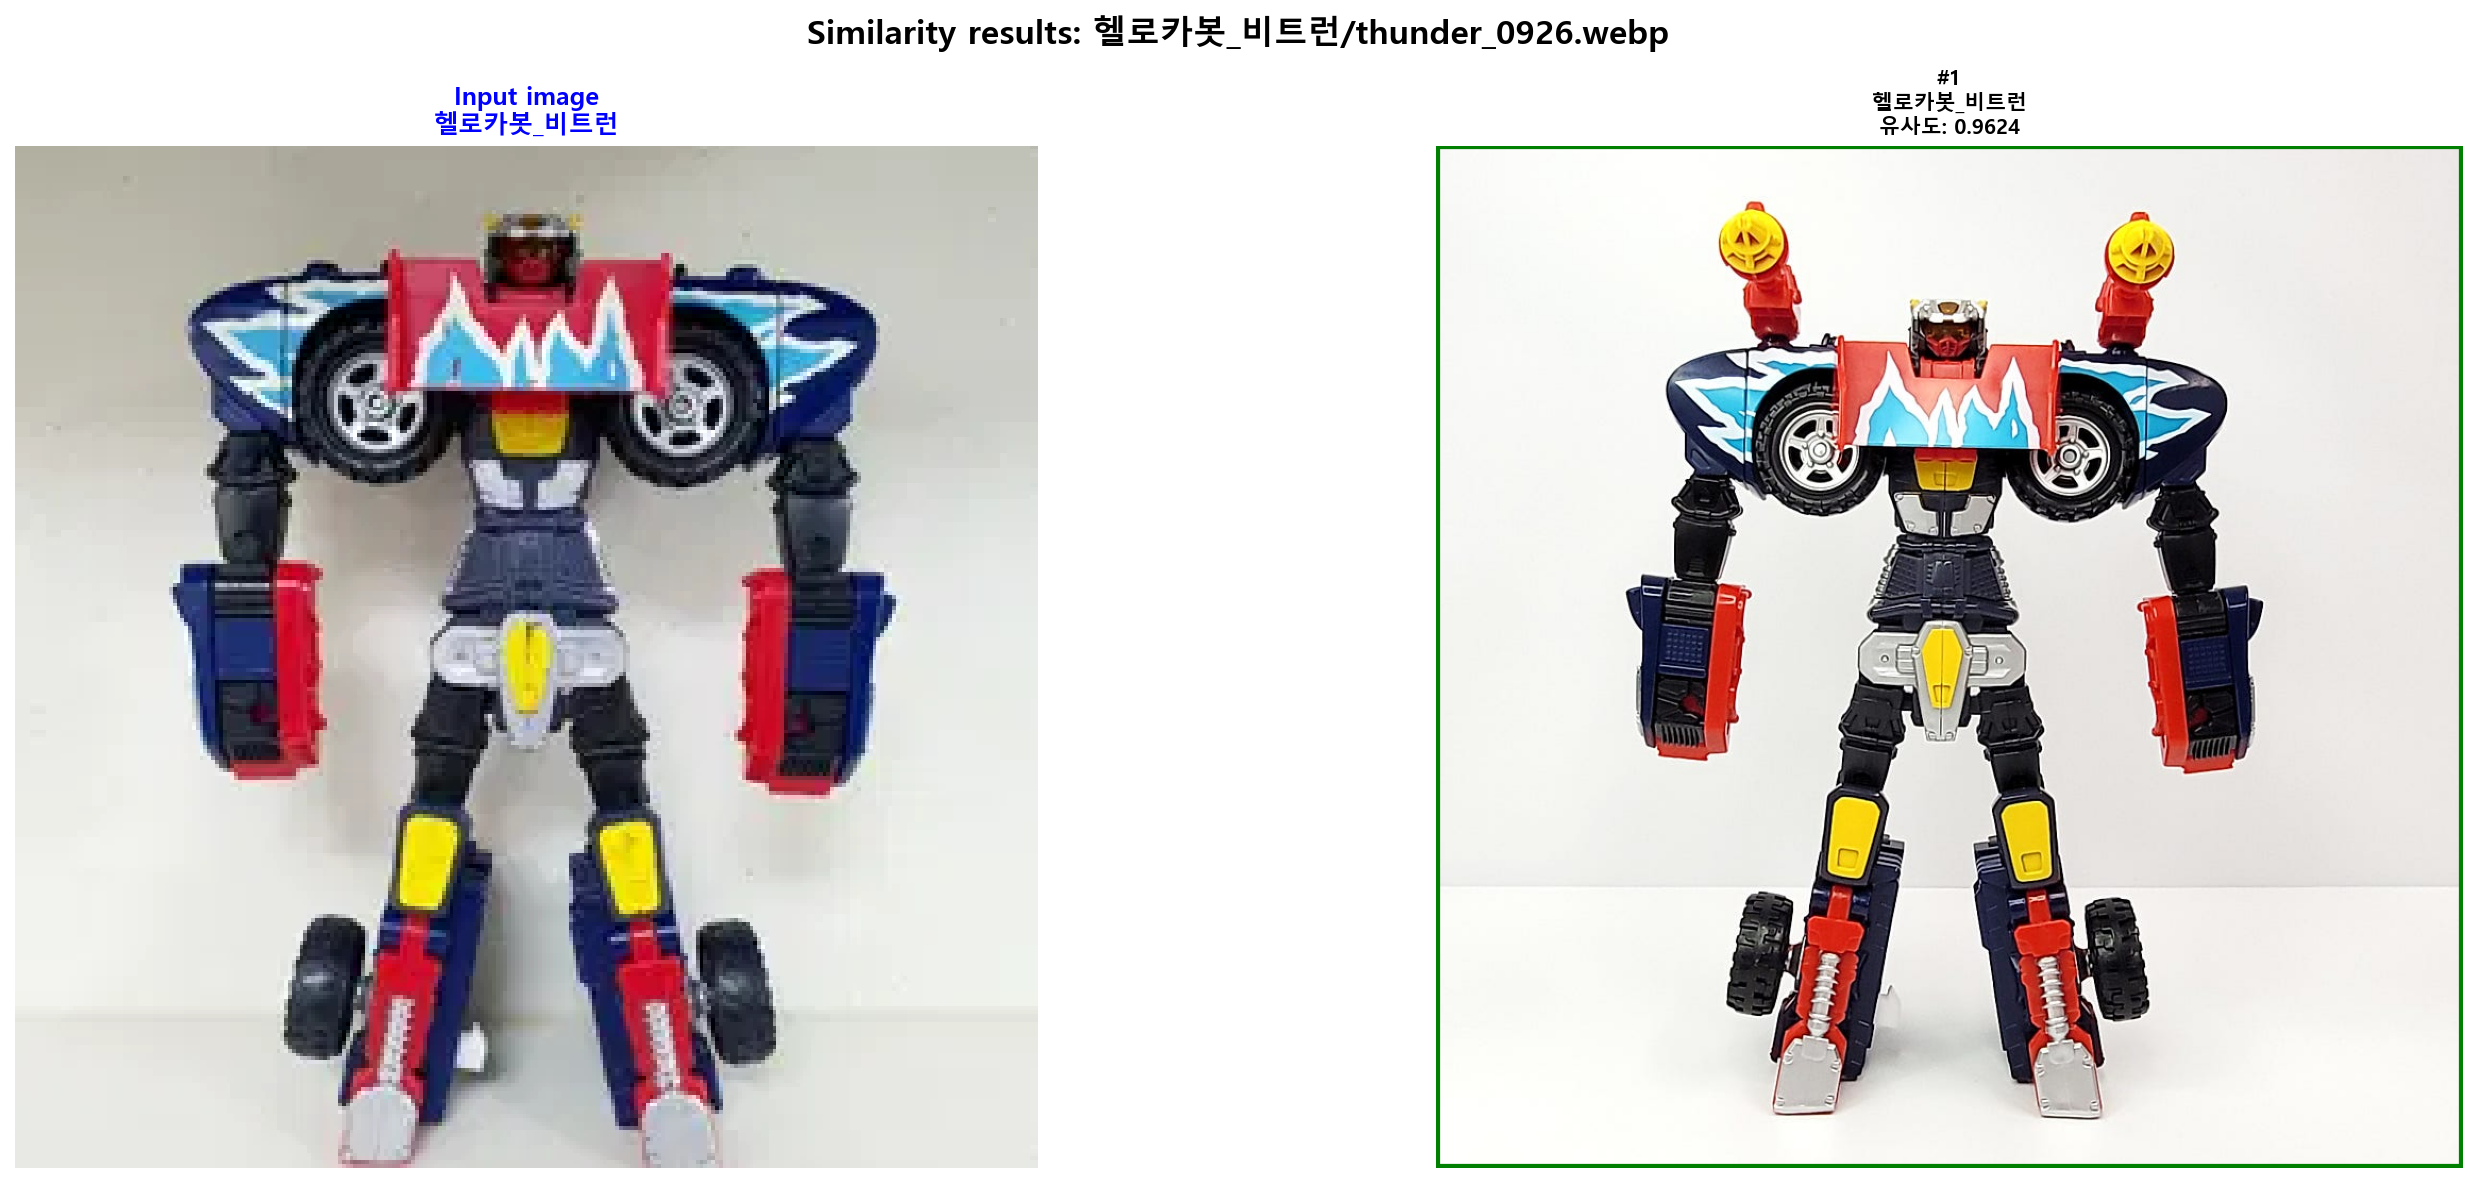 Similarity results: 헬로카봇_비트런/thunder_0926.webp
Input image
헬로카봇_비트런
#1
헬로카봇_비트런
유사도: 0.9624